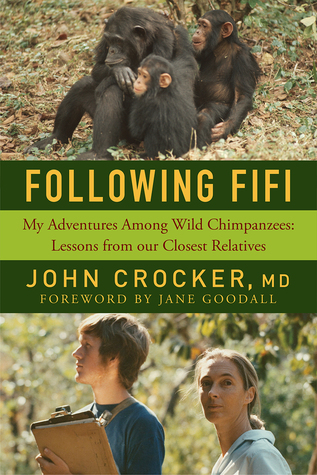 FOLLOWING FIFI
My Adventures Among Wild Chimpanzees:
Lessons from our Closest Relatives
JOHN CROCKER, MD
FOREWORD BY JANE GOODALL